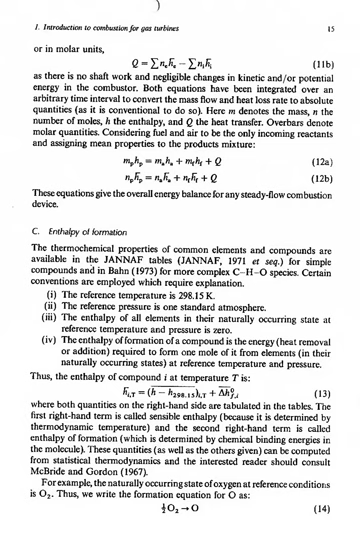 I. Introduction to combustion for gas turbines 15
or in molar units,
Q = ∑nₑh̄ₑ − ∑nᵢh̄ᵢ (11b)
as there is no shaft work and negligible changes in kinetic and/or potential
energy in the combustor. Both equations have been integrated over an
arbitrary time interval to convert the mass flow and heat loss rate to absolute
quantities (as it is conventional to do so). Here m denotes the mass, n the
number of moles, h the enthalpy, and Q the heat transfer. Overbars denote
molar quantities. Considering fuel and air to be the only incoming reactants
and assigning mean properties to the products mixture:
mₚhₚ = mₐhₐ + m_f h_f + Q (12a)
nₚh̄ₚ = nₐh̄ₐ + n_f h̄_f + Q (12b)
These equations give the overall energy balance for any steady-flow combustion
device.
C. Enthalpy of formation
The thermochemical properties of common elements and compounds are
available in the JANNAF tables (JANNAF, 1971 et seq.) for simple
compounds and in Bahn (1973) for more complex C–H–O species. Certain
conventions are employed which require explanation.
(i) The reference temperature is 298.15 K.
(ii) The reference pressure is one standard atmosphere.
(iii) The enthalpy of all elements in their naturally occurring state at
reference temperature and pressure is zero.
(iv) The enthalpy of formation of a compound is the energy (heat removal
or addition) required to form one mole of it from elements (in their
naturally occurring states) at reference temperature and pressure.
Thus, the enthalpy of compound i at temperature T is:
h̄ᵢ,T = (h̄ − h̄₂₉₈.₁₅)ᵢ,T + Δh̄°f,i (13)
where both quantities on the right-hand side are tabulated in the tables. The
first right-hand term is called sensible enthalpy (because it is determined by
thermodynamic temperature) and the second right-hand term is called
enthalpy of formation (which is determined by chemical binding energies in
the molecule). These quantities (as well as the others given) can be computed
from statistical thermodynamics and the interested reader should consult
McBride and Gordon (1967).
For example, the naturally occurring state of oxygen at reference conditions
is O₂. Thus, we write the formation equation for O as:
½O₂ → O (14)